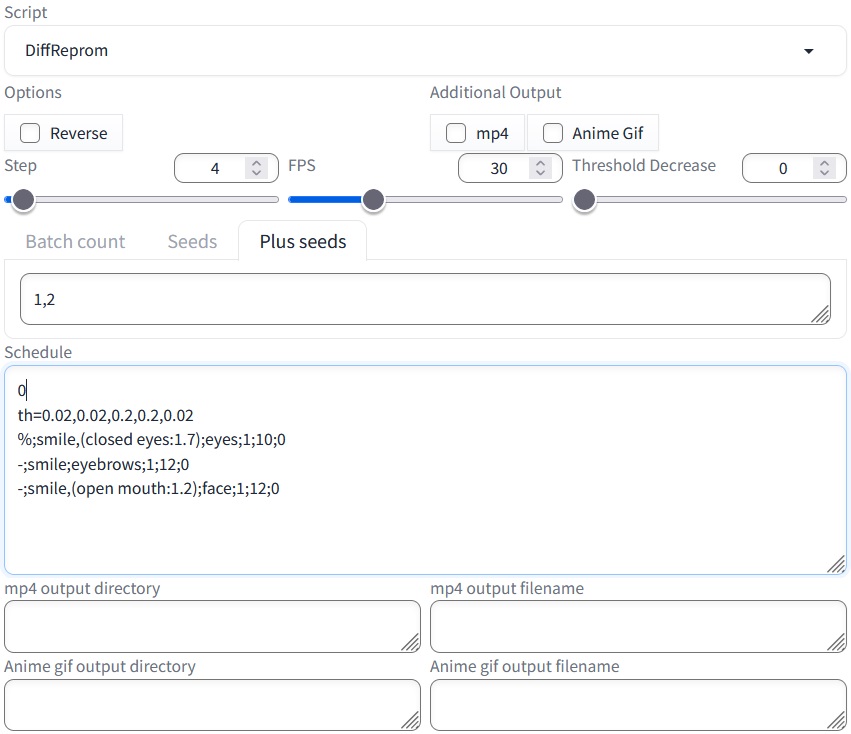 Script
DiffReprom
Options
Additional Output
Reverse
mp4
Anime Gif
Step
4
FPS
30
Threshold Decrease
0
Batch count
Seeds
Plus seeds
1,2
Schedule
0
th=0.02,0.02,0.2,0.2,0.02
%;smile,(closed eyes:1.7);eyes;1;10;0
-;smile;eyebrows;1;12;0
-;smile,(open mouth:1.2);face;1;12;0
mp4 output directory
mp4 output filename
Anime gif output directory
Anime gif output filename